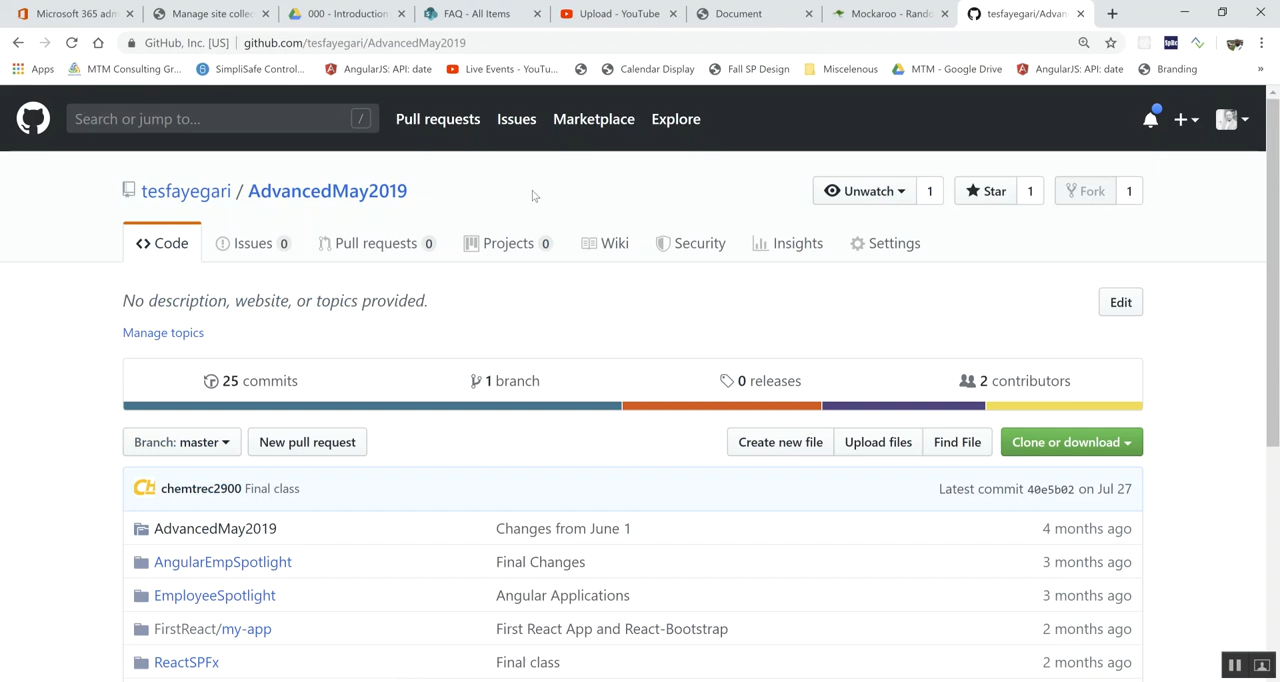 Microsoft 365 adm
Manage site collec
000 - Introduction
FAQ - All Items
Upload - YouTube
Document
Mockaroo - Rando
tesfayegari/Advan
GitHub, Inc. [US]
github.com/tesfayegari/AdvancedMay2019
Apps
MTM Consulting Gr...
SimpliSafe Control...
AngularJS: API: date
Live Events - YouTu...
Calendar Display
Fall SP Design
Miscelenous
MTM - Google Drive
AngularJS: API: date
Branding
»
Search or jump to...
/
Pull requests
Issues
Marketplace
Explore
tesfayegari / AdvancedMay2019
Unwatch 1
Star 1
Fork 1
Code
Issues 0
Pull requests 0
Projects 0
Wiki
Security
Insights
Settings
No description, website, or topics provided.
Edit
Manage topics
25 commits
1 branch
0 releases
2 contributors
Branch: master
New pull request
Create new file
Upload files
Find File
Clone or download
chemtrec2900 Final class
Latest commit 40e5b02 on Jul 27
AdvancedMay2019 Changes from June 1 4 months ago
AngularEmpSpotlight Final Changes 3 months ago
EmployeeSpotlight Angular Applications 3 months ago
FirstReact/my-app First React App and React-Bootstrap 2 months ago
ReactSPFx Final class 2 months ago